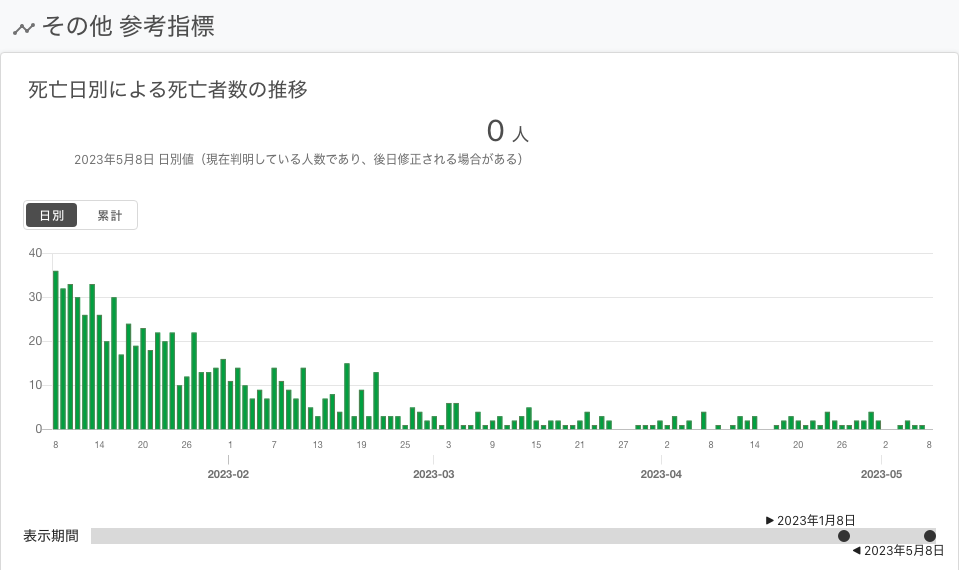 その他 参考指標
死亡日別による死亡者数の推移
0 人
2023年5月8日 日別値（現在判明している人数であり、後日修正される場合がある）
日別 累計
40
30
20
10
0
8 14 20 26 1 7 13 19 25 3 9 15 21 27 2 8 14 20 26 2 8
2023-02 2023-03 2023-04 2023-05
▶ 2023年1月8日
表示期間
◀ 2023年5月8日